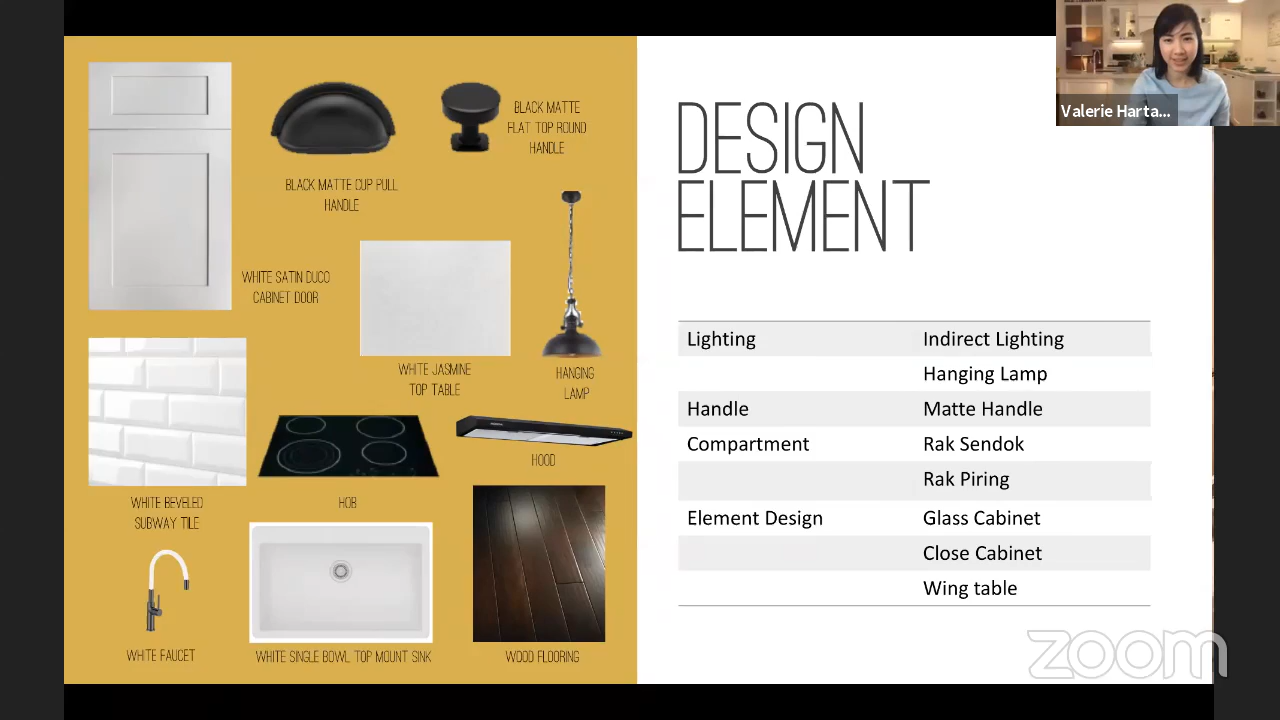 BLACK MATTE
FLAT TOP ROUND
HANDLE
BLACK MATTE CUP PULL
HANDLE
WHITE SATIN DUCO
CABINET DOOR
WHITE JASMINE
TOP TABLE
HANGING
LAMP
HOOD
WHITE BEVELED
SUBWAY TILE
HOB
WHITE FAUCET
WHITE SINGLE BOWL TOP MOUNT SINK
WOOD FLOORING
DESIGN
ELEMENT
Valerie Harta...
Lighting Indirect Lighting
Hanging Lamp
Handle Matte Handle
Compartment Rak Sendok
Rak Piring
Element Design Glass Cabinet
Close Cabinet
Wing table
zoom